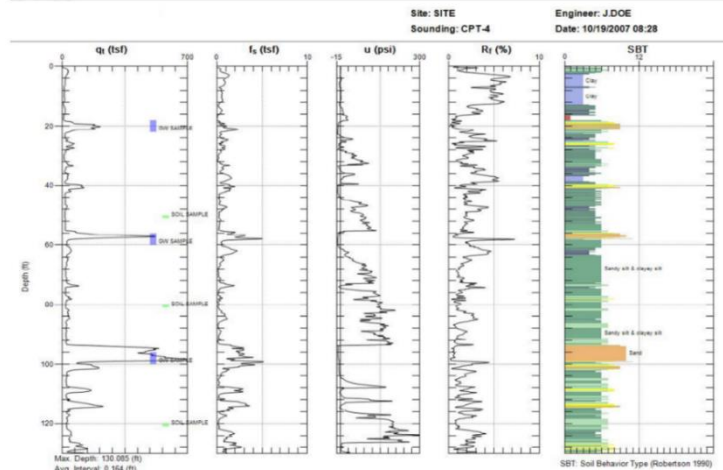 Site: SITE
Engineer: J.DOE
Sounding: CPT-4
Date: 10/19/2007 08:28
qt (tsf)
fs (tsf)
u (psi)
Rf (%)
SBT
0 700
0 10
-15 300
0 10
0 12
0
20
40
60
80
100
120
Depth (ft)
GW SAMPLE
SOIL SAMPLE
GW SAMPLE
SOIL SAMPLE
GW SAMPLE
SOIL SAMPLE
Clay
Clay
Sandy silt & clayey silt
Sandy silt & clayey silt
Sand
Max. Depth: 130.085 (ft)
Avg. Interval: 0.164 (ft)
SBT: Soil Behavior Type (Robertson 1990)